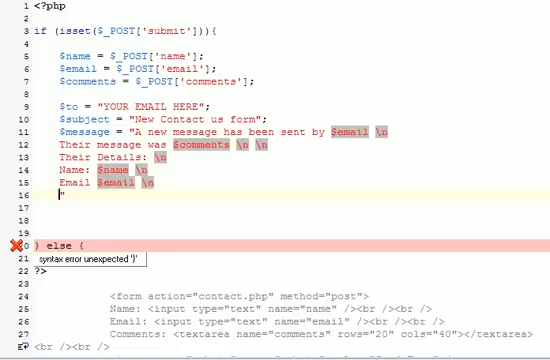 1 <?php
2
3 if (isset($_POST['submit'])){
4
5 $name = $_POST['name'];
6 $email = $_POST['email'];
7 $comments = $_POST['comments'];
8
9 $to = "YOUR EMAIL HERE";
10 $subject = "New Contact us form";
11 $message = "A new message has been sent by $email \n
12 Their message was $comments \n \n
13 Their Details: \n
14 Name: $name \n
15 Email $email \n
16 "
17
18
19
20 } else {
21 syntax error unexpected '}'
22 ?>
23
24 <form action="contact.php" method="post">
25 Name: <input type="text" name="name" /><br /><br />
26 Email: <input type="text" name="email" /><br /><br />
27 Comments: <textarea name="comments" rows="20" cols="40"></textarea>
<br /><br />